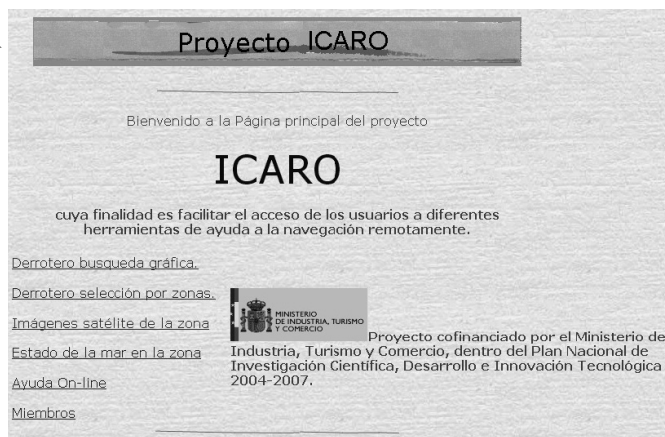 Proyecto ICARO
Bienvenido a la Página principal del proyecto
ICARO
cuya finalidad es facilitar el acceso de los usuarios a diferentes
herramientas de ayuda a la navegación remotamente.
Derrotero busqueda gráfica.
Derrotero selección por zonas.
Imágenes satélite de la zona
Estado de la mar en la zona
Ayuda On-line
Miembros
MINISTERIO
DE INDUSTRIA, TURISMO
Y COMERCIO
Proyecto cofinanciado por el Ministerio de
Industria, Turismo y Comercio, dentro del Plan Nacional de
Investigación Científica, Desarrollo e Innovación Tecnológica
2004-2007.